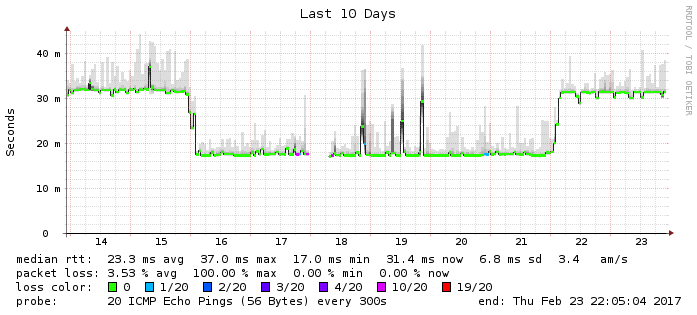 Last 10 Days
RRDTOOL / TOBI OETIKER
Seconds
40 m
30 m
20 m
10 m
0
14 15 16 17 18 19 20 21 22 23
median rtt: 23.3 ms avg 37.0 ms max 17.0 ms min 31.4 ms now 6.8 ms sd 3.4 am/s
packet loss: 3.53 % avg 100.00 % max 0.00 % min 0.00 % now
loss color: 0 1/20 2/20 3/20 4/20 10/20 19/20
probe: 20 ICMP Echo Pings (56 Bytes) every 300s end: Thu Feb 23 22:05:04 2017